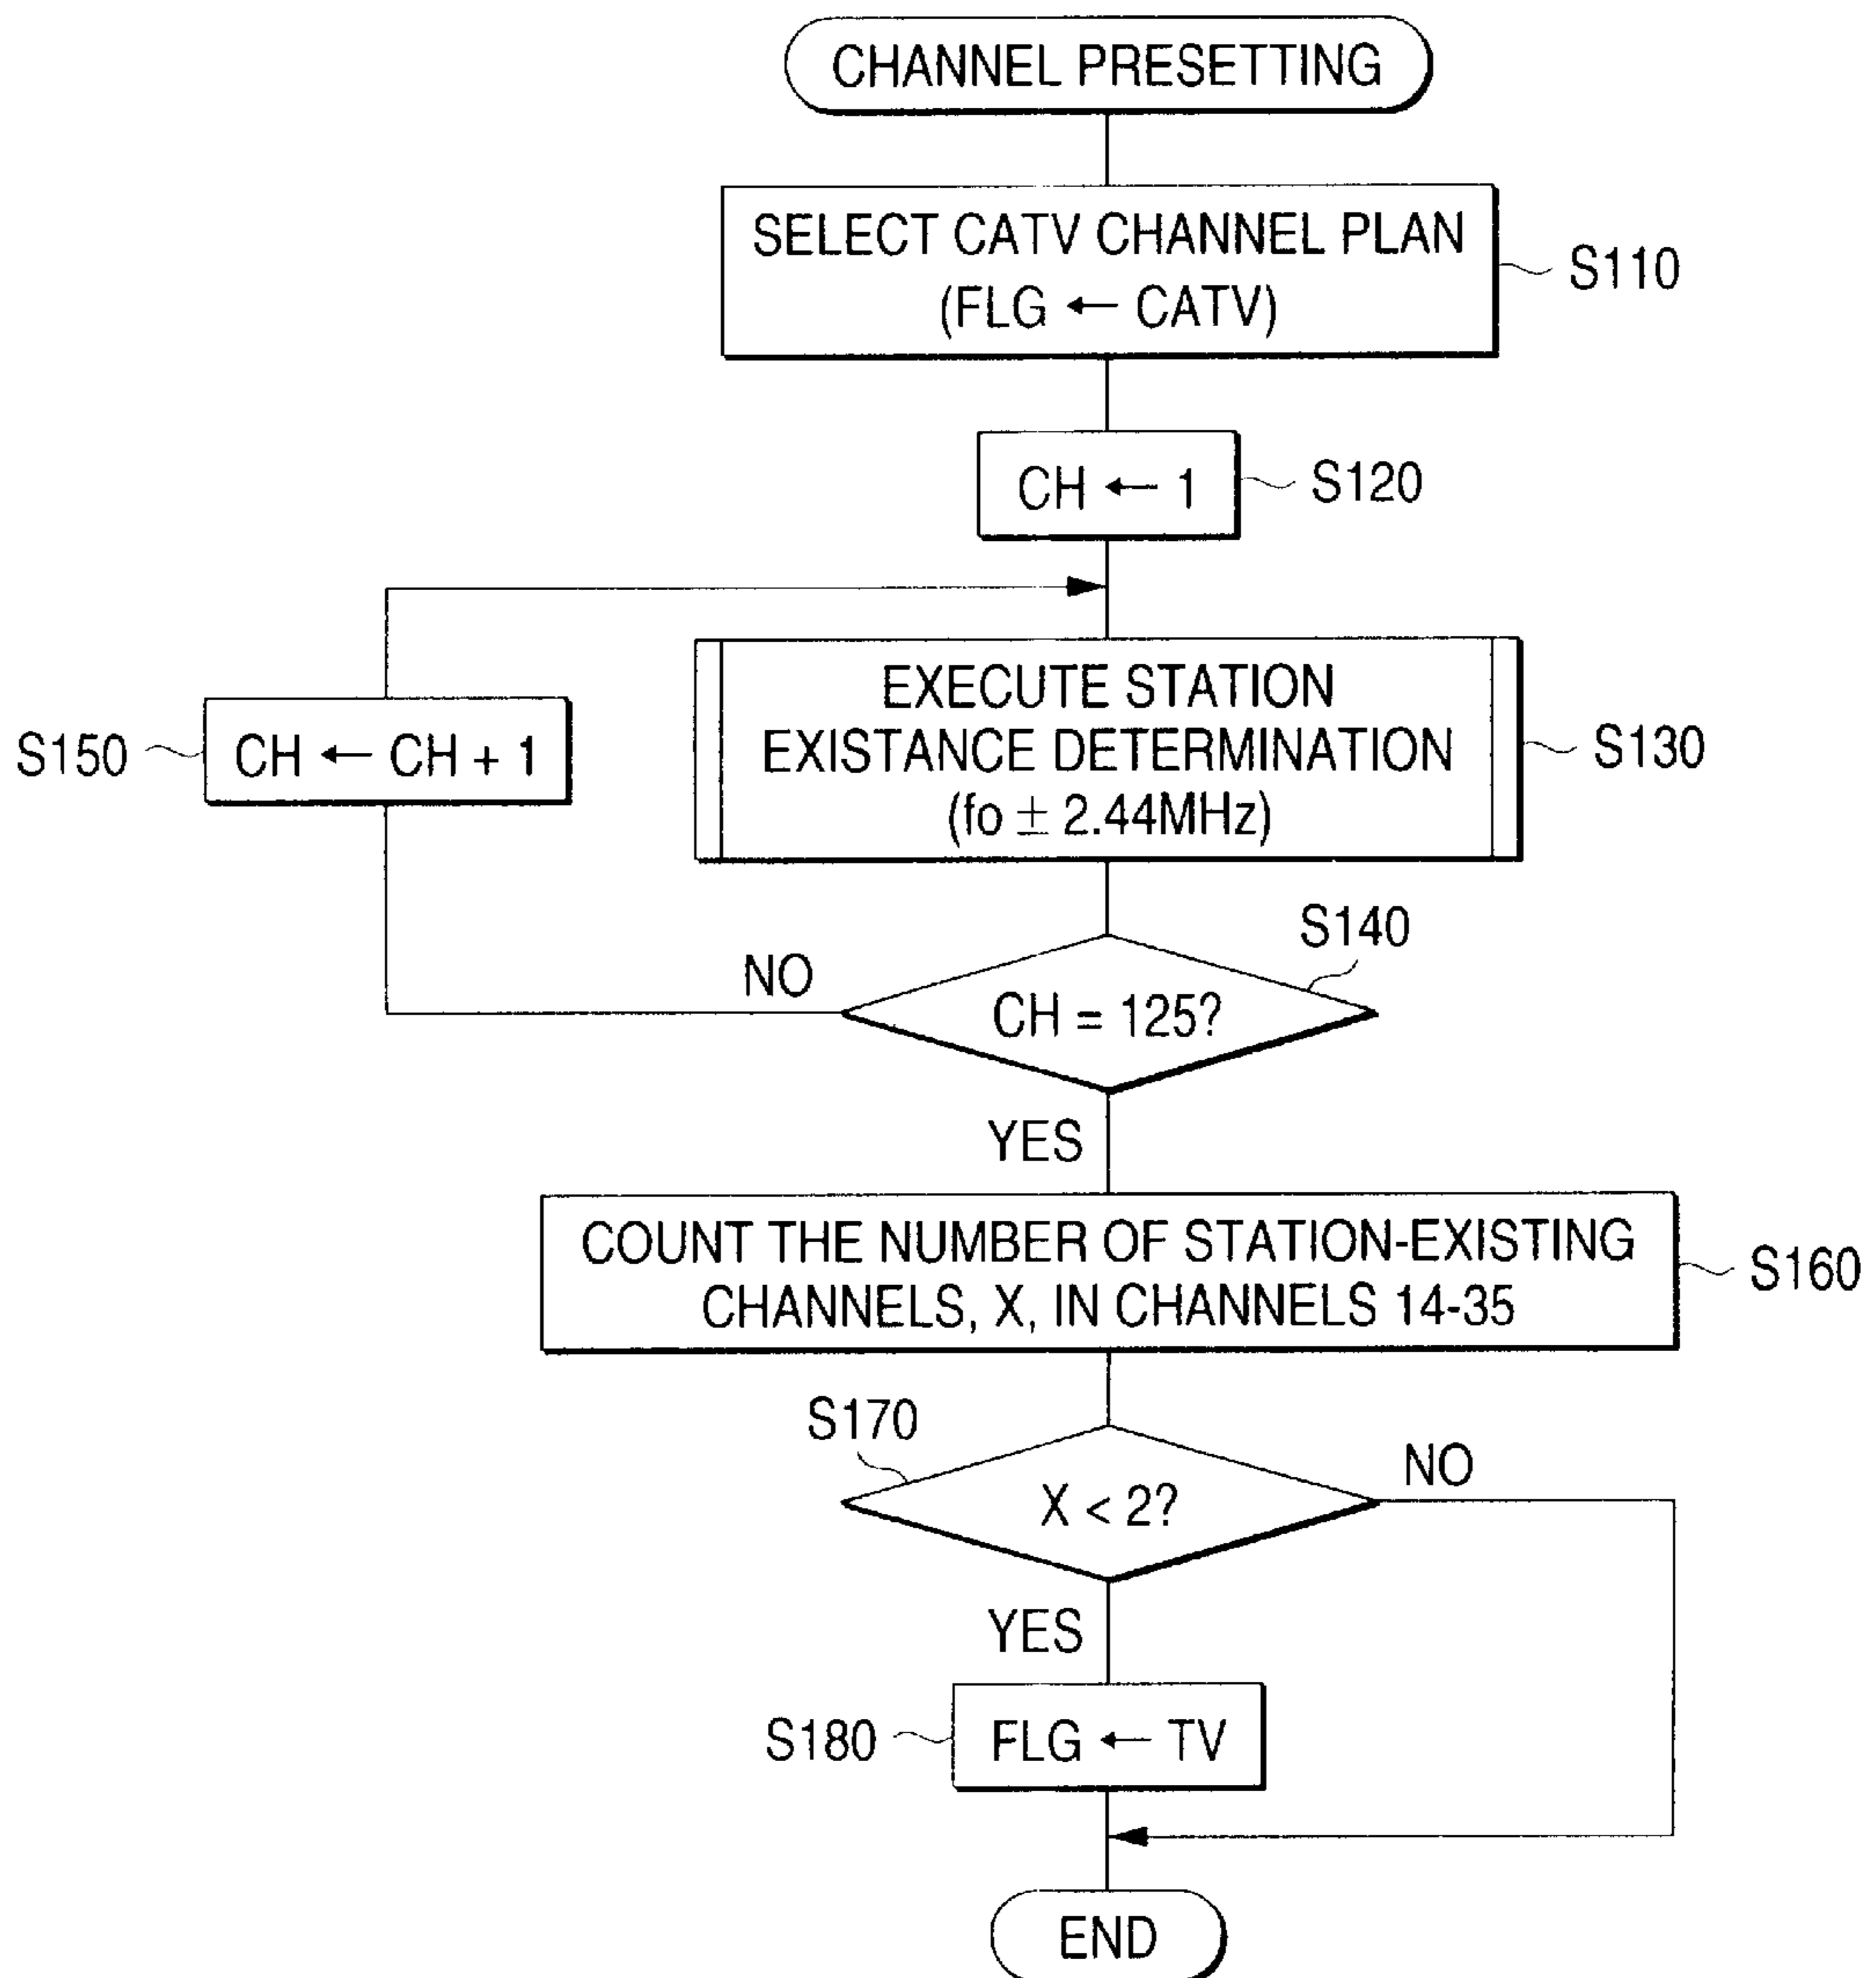 CHANNEL PRESETTING
SELECT CATV CHANNEL PLAN
(FLG ← CATV)
S110
CH ← 1
S120
S150
CH ← CH + 1
EXECUTE STATION
EXISTANCE DETERMINATION
(fo ± 2.44MHz)
S130
S140
NO
CH = 125?
YES
COUNT THE NUMBER OF STATION-EXISTING
CHANNELS, X, IN CHANNELS 14-35
S160
S170
NO
X < 2?
YES
S180
FLG ← TV
END